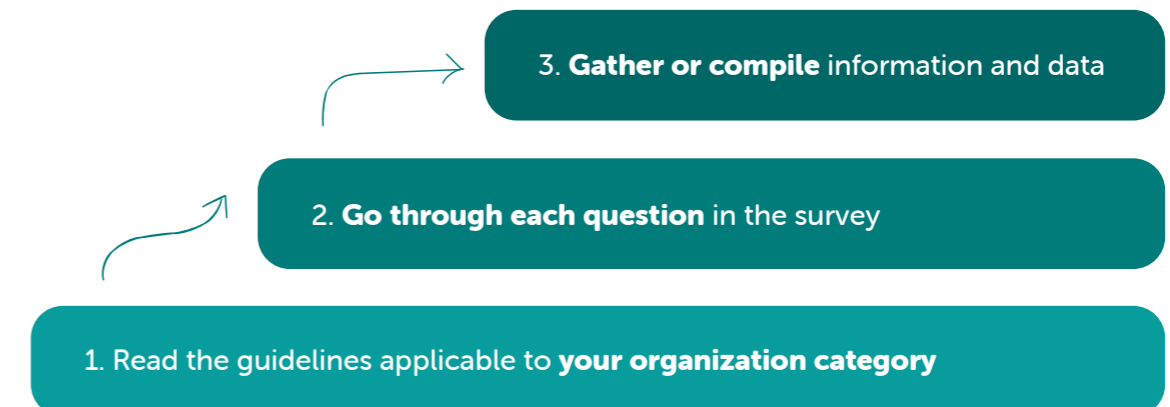 3. Gather or compile information and data
2. Go through each question in the survey
1. Read the guidelines applicable to your organization category